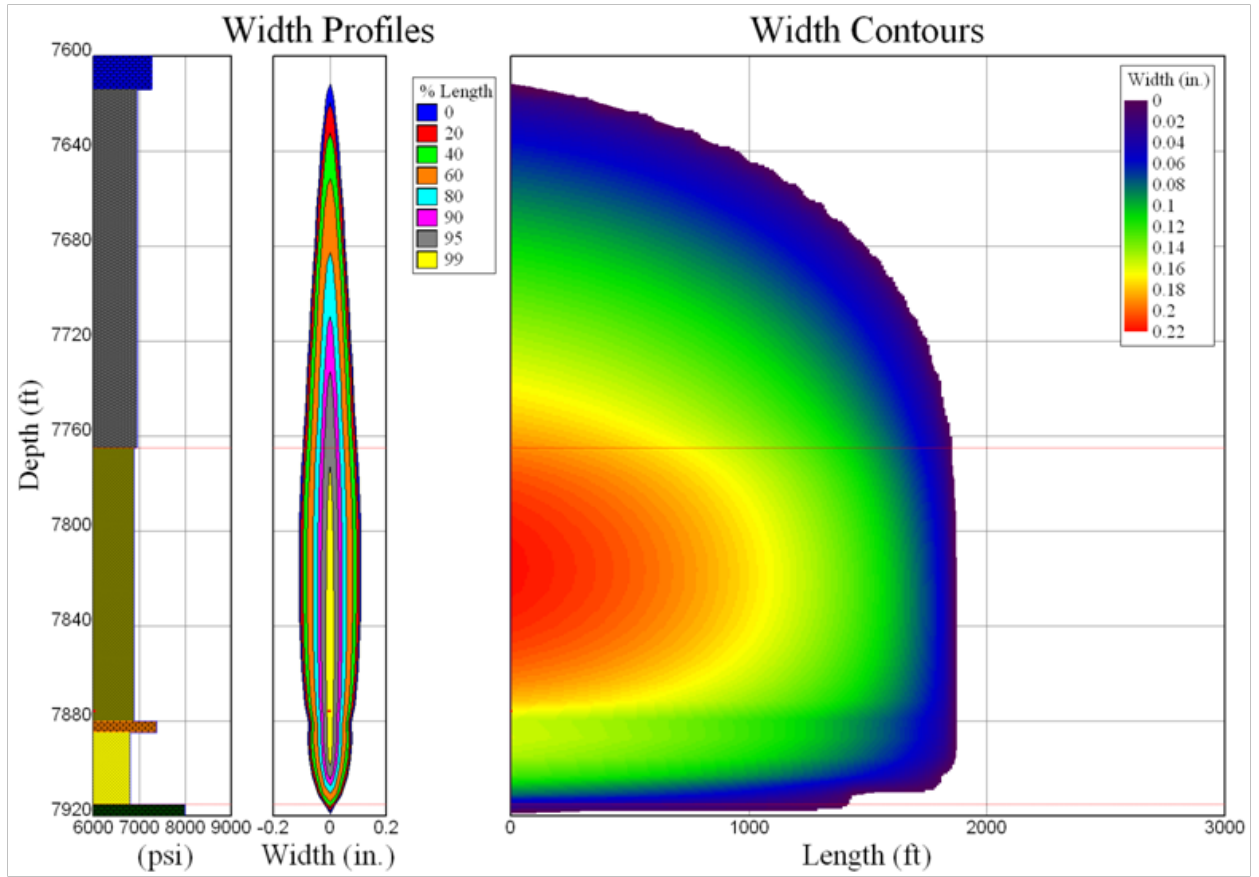 Width Profiles
Width Contours
7600
7640
7680
7720
7760
7800
7840
7880
7920
Depth (ft)
6000 7000 8000 9000
(psi)
-0.2 0 0.2
Width (in.)
% Length
0
20
40
60
80
90
95
99
Width (in.)
0
0.02
0.04
0.06
0.08
0.1
0.12
0.14
0.16
0.18
0.2
0.22
0 1000 2000 3000
Length (ft)